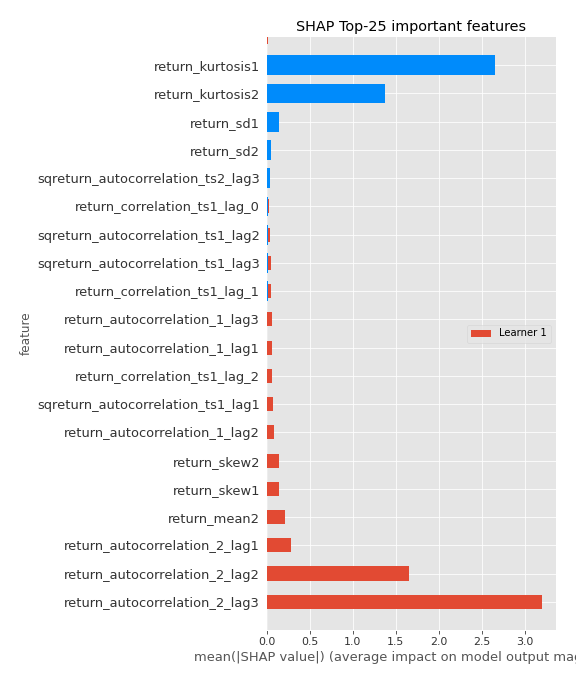 SHAP Top-25 important features
return_kurtosis1
return_kurtosis2
return_sd1
return_sd2
sqreturn_autocorrelation_ts2_lag3
return_correlation_ts1_lag_0
sqreturn_autocorrelation_ts1_lag2
sqreturn_autocorrelation_ts1_lag3
return_correlation_ts1_lag_1
return_autocorrelation_1_lag3
return_autocorrelation_1_lag1
return_correlation_ts1_lag_2
sqreturn_autocorrelation_ts1_lag1
return_autocorrelation_1_lag2
return_skew2
return_skew1
return_mean2
return_autocorrelation_2_lag1
return_autocorrelation_2_lag2
return_autocorrelation_2_lag3
feature
Learner 1
0.0 0.5 1.0 1.5 2.0 2.5 3.0
mean(|SHAP value|) (average impact on model output mag